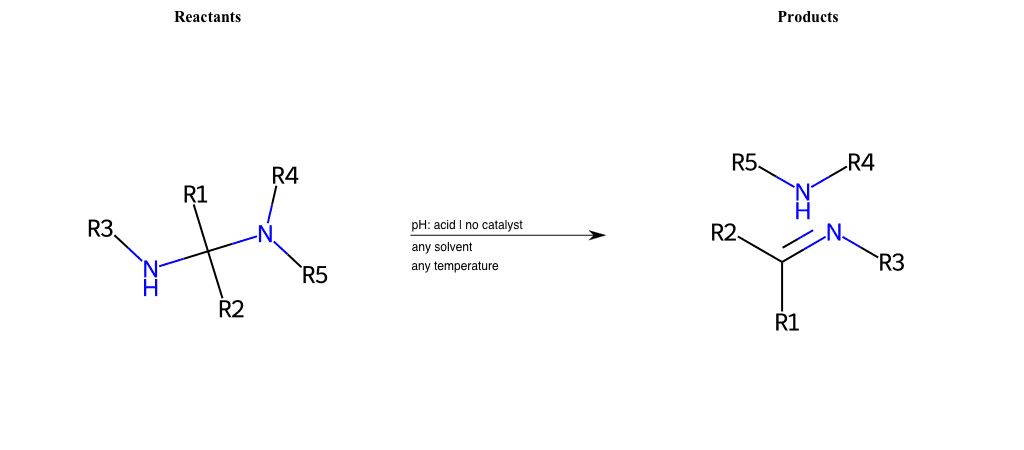 Reactants
Products
R1
R4
R3
N
H
N
R5
R2
pH: acid | no catalyst
any solvent
any temperature
R5
R4
N
H
R2
N
R3
R1